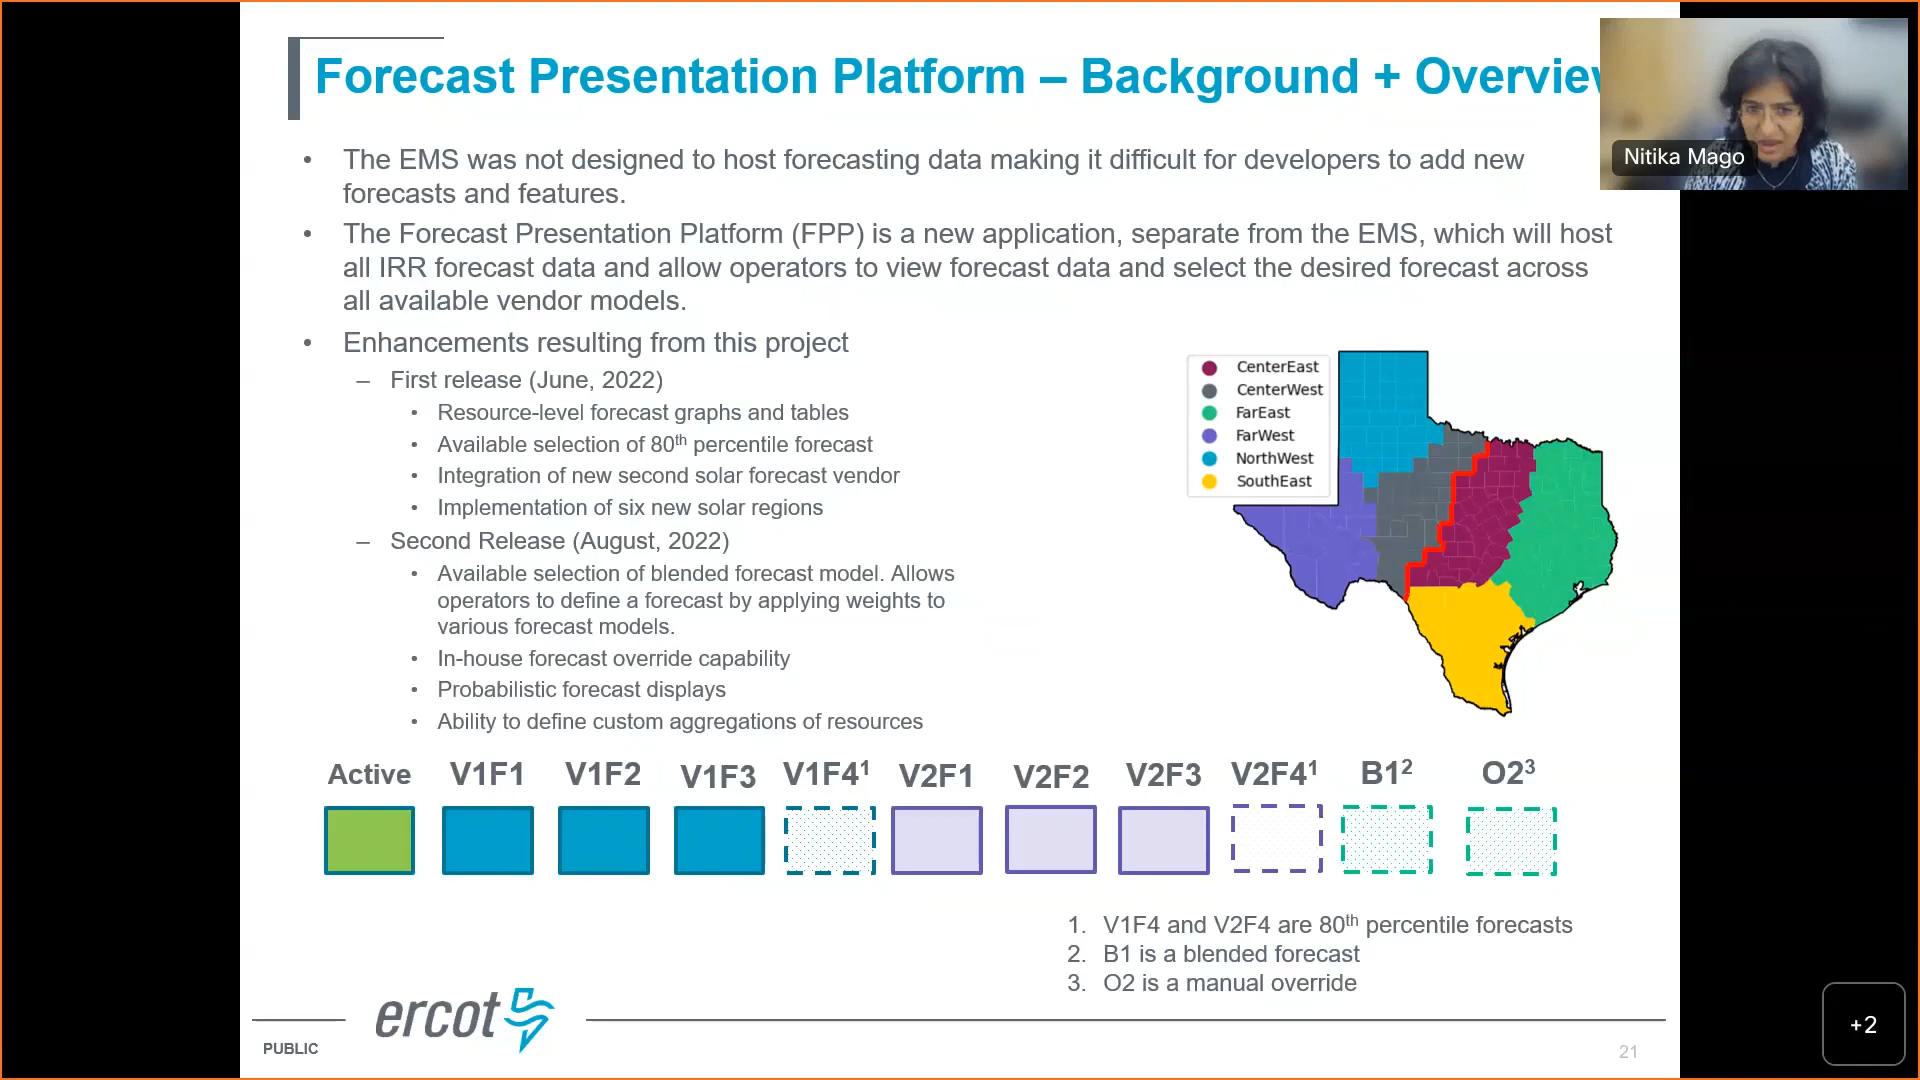 Forecast Presentation Platform – Background + Overview
Nitika Mago
• The EMS was not designed to host forecasting data making it difficult for developers to add new
forecasts and features.
• The Forecast Presentation Platform (FPP) is a new application, separate from the EMS, which will host
all IRR forecast data and allow operators to view forecast data and select the desired forecast across
all available vendor models.
• Enhancements resulting from this project
– First release (June, 2022)
• Resource-level forecast graphs and tables
• Available selection of 80th percentile forecast
• Integration of new second solar forecast vendor
• Implementation of six new solar regions
– Second Release (August, 2022)
• Available selection of blended forecast model. Allows
operators to define a forecast by applying weights to
various forecast models.
• In-house forecast override capability
• Probabilistic forecast displays
• Ability to define custom aggregations of resources
CenterEast
CenterWest
FarEast
FarWest
NorthWest
SouthEast
Active V1F1 V1F2 V1F3 V1F4¹ V2F1 V2F2 V2F3 V2F4¹ B1² O2³
1. V1F4 and V2F4 are 80th percentile forecasts
2. B1 is a blended forecast
3. O2 is a manual override
ercot
PUBLIC
21
+2